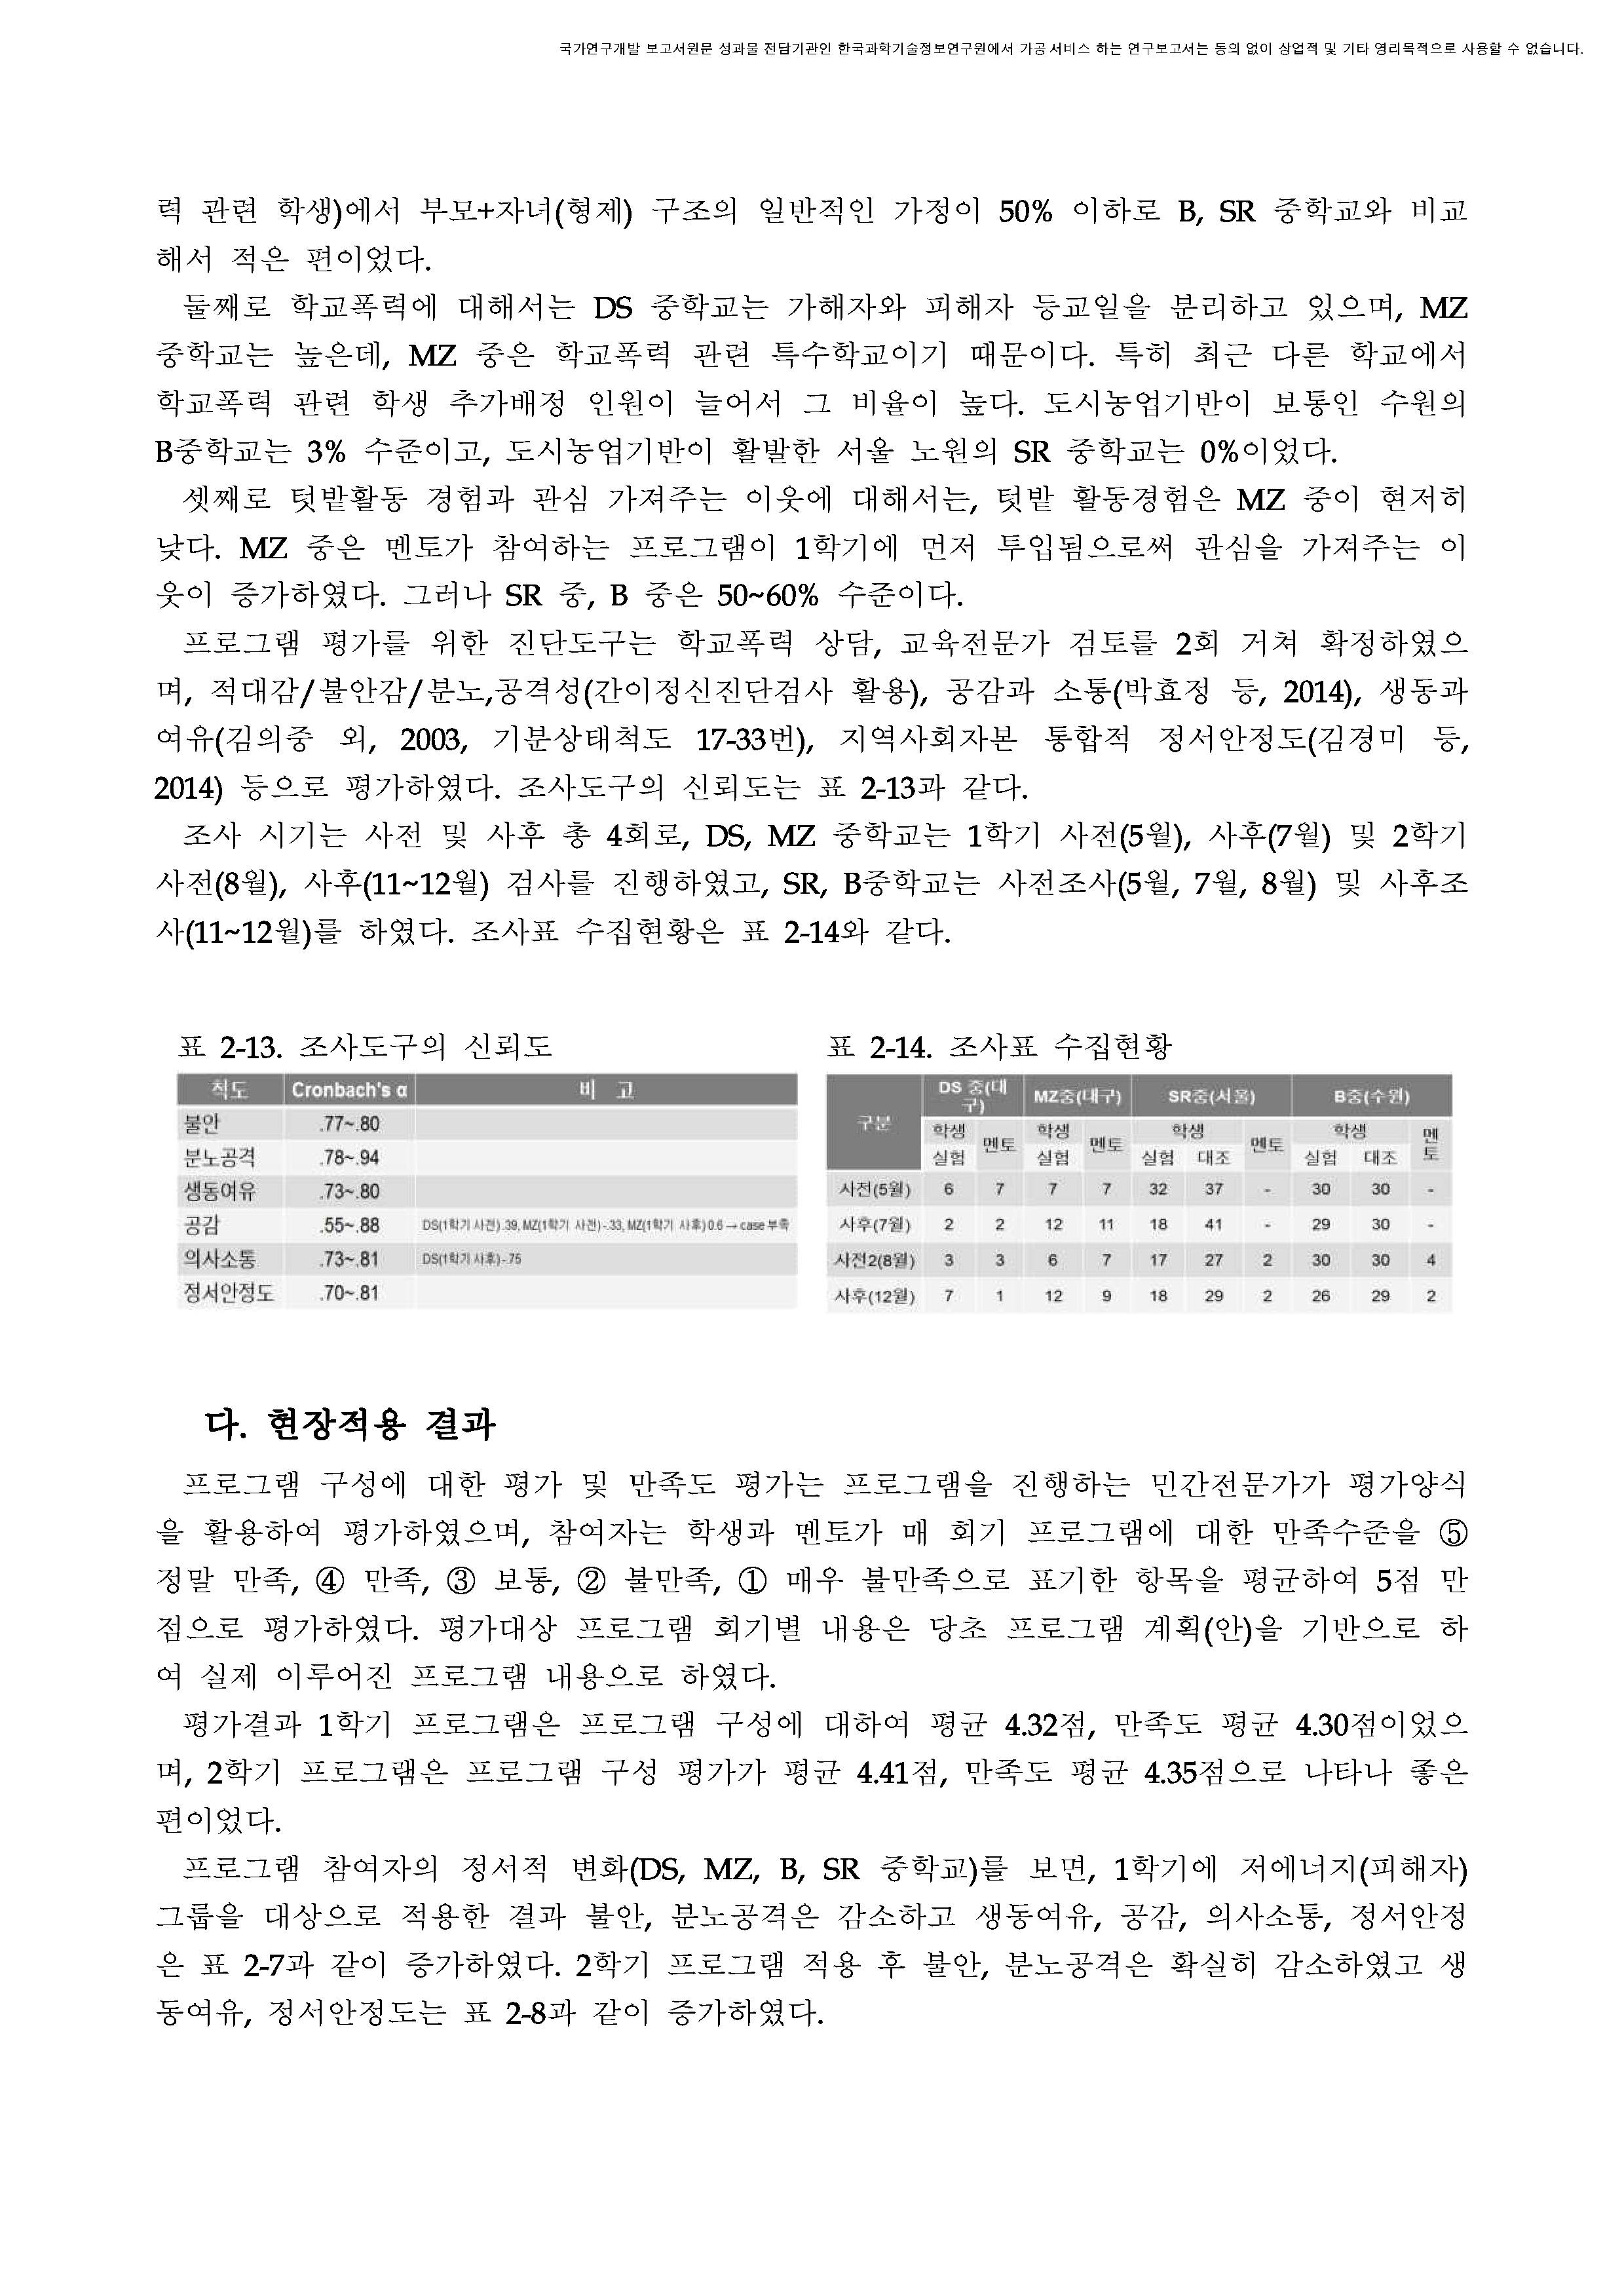 국가연구개발 보고서원문 성과물 전담기관인 한국과학기술정보연구원에서 가공·서비스 하는 연구보고서는 동의 없이 상업적 및 기타 영리목적으로 사용할 수 없습니다.
력 관련 학생)에서 부모+자녀(형제) 구조의 일반적인 가정이 50% 이하로 B, SR 중학교와 비교
해서 적은 편이었다.
둘째로 학교폭력에 대해서는 DS 중학교는 가해자와 피해자 등교일을 분리하고 있으며, MZ
중학교는 높은데, MZ 중은 학교폭력 관련 특수학교이기 때문이다. 특히 최근 다른 학교에서
학교폭력 관련 학생 추가배정 인원이 늘어서 그 비율이 높다. 도시농업기반이 보통인 수원의
B중학교는 3% 수준이고, 도시농업기반이 활발한 서울 노원의 SR 중학교는 0%이었다.
셋째로 텃밭활동 경험과 관심 가져주는 이웃에 대해서는, 텃밭 활동경험은 MZ 중이 현저히
낮다. MZ 중은 멘토가 참여하는 프로그램이 1학기에 먼저 투입됨으로써 관심을 가져주는 이
웃이 증가하였다. 그러나 SR 중, B 중은 50~60% 수준이다.
프로그램 평가를 위한 진단도구는 학교폭력 상담, 교육전문가 검토를 2회 거쳐 확정하였으
며, 적대감/불안감/분노,공격성(간이정신진단검사 활용), 공감과 소통(박효정 등, 2014), 생동과
여유(김의중 외, 2003, 기분상태척도 17-33번), 지역사회자본 통합적 정서안정도(김경미 등,
2014) 등으로 평가하였다. 조사도구의 신뢰도는 표 2-13과 같다.
조사 시기는 사전 및 사후 총 4회로, DS, MZ 중학교는 1학기 사전(5월), 사후(7월) 및 2학기
사전(8월), 사후(11~12월) 검사를 진행하였고, SR, B중학교는 사전조사(5월, 7월, 8월) 및 사후조
사(11~12월)를 하였다. 조사표 수집현황은 표 2-14와 같다.
표 2-13. 조사도구의 신뢰도
척도 Cronbach's α 비 고
불안 .77~.80
분노공격 .78~.94
생동여유 .73~.80
공감 .55~.88 DS(1학기 사전).39, MZ(1학기 사전)-.33, MZ(1학기 사후)0.6 → case 부족
의사소통 .73~.81 DS(1학기 사후)-.75
정서안정도 .70~.81
표 2-14. 조사표 수집현황
구분 DS 중(대구) MZ중(대구) SR중(서울) B중(수원)
학생 멘토 학생 멘토 학생 멘토 학생 멘토
실험 실험 실험 대조 실험 대조
사전(5월) 6 7 7 7 32 37 - 30 30 -
사후(7월) 2 2 12 11 18 41 - 29 30 -
사전2(8월) 3 3 6 7 17 27 2 30 30 4
사후(12월) 7 1 12 9 18 29 2 26 29 2
다. 현장적용 결과
프로그램 구성에 대한 평가 및 만족도 평가는 프로그램을 진행하는 민간전문가가 평가양식
을 활용하여 평가하였으며, 참여자는 학생과 멘토가 매 회기 프로그램에 대한 만족수준을 ⑤
정말 만족, ④ 만족, ③ 보통, ② 불만족, ① 매우 불만족으로 표기한 항목을 평균하여 5점 만
점으로 평가하였다. 평가대상 프로그램 회기별 내용은 당초 프로그램 계획(안)을 기반으로 하
여 실제 이루어진 프로그램 내용으로 하였다.
평가결과 1학기 프로그램은 프로그램 구성에 대하여 평균 4.32점, 만족도 평균 4.30점이었으
며, 2학기 프로그램은 프로그램 구성 평가가 평균 4.41점, 만족도 평균 4.35점으로 나타나 좋은
편이었다.
프로그램 참여자의 정서적 변화(DS, MZ, B, SR 중학교)를 보면, 1학기에 저에너지(피해자)
그룹을 대상으로 적용한 결과 불안, 분노공격은 감소하고 생동여유, 공감, 의사소통, 정서안정
은 표 2-7과 같이 증가하였다. 2학기 프로그램 적용 후 불안, 분노공격은 확실히 감소하였고 생
동여유, 정서안정도는 표 2-8과 같이 증가하였다.